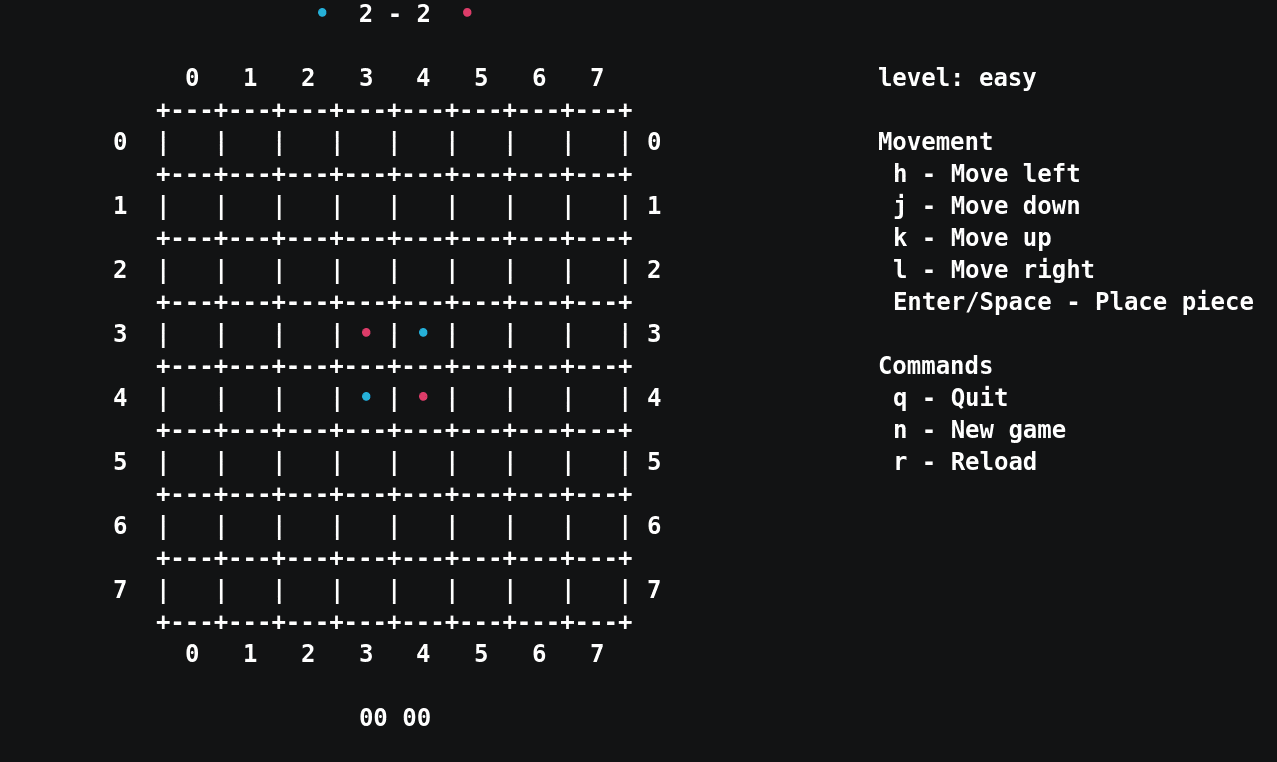 ● 2 - 2 ●
0 1 2 3 4 5 6 7
+---+---+---+---+---+---+---+---+
0 | | | | | | | | | 0
+---+---+---+---+---+---+---+---+
1 | | | | | | | | | 1
+---+---+---+---+---+---+---+---+
2 | | | | | | | | | 2
+---+---+---+---+---+---+---+---+
3 | | | | ● | ● | | | | 3
+---+---+---+---+---+---+---+---+
4 | | | | ● | ● | | | | 4
+---+---+---+---+---+---+---+---+
5 | | | | | | | | | 5
+---+---+---+---+---+---+---+---+
6 | | | | | | | | | 6
+---+---+---+---+---+---+---+---+
7 | | | | | | | | | 7
+---+---+---+---+---+---+---+---+
0 1 2 3 4 5 6 7
00 00
level: easy
Movement
h - Move left
j - Move down
k - Move up
l - Move right
Enter/Space - Place piece
Commands
q - Quit
n - New game
r - Reload